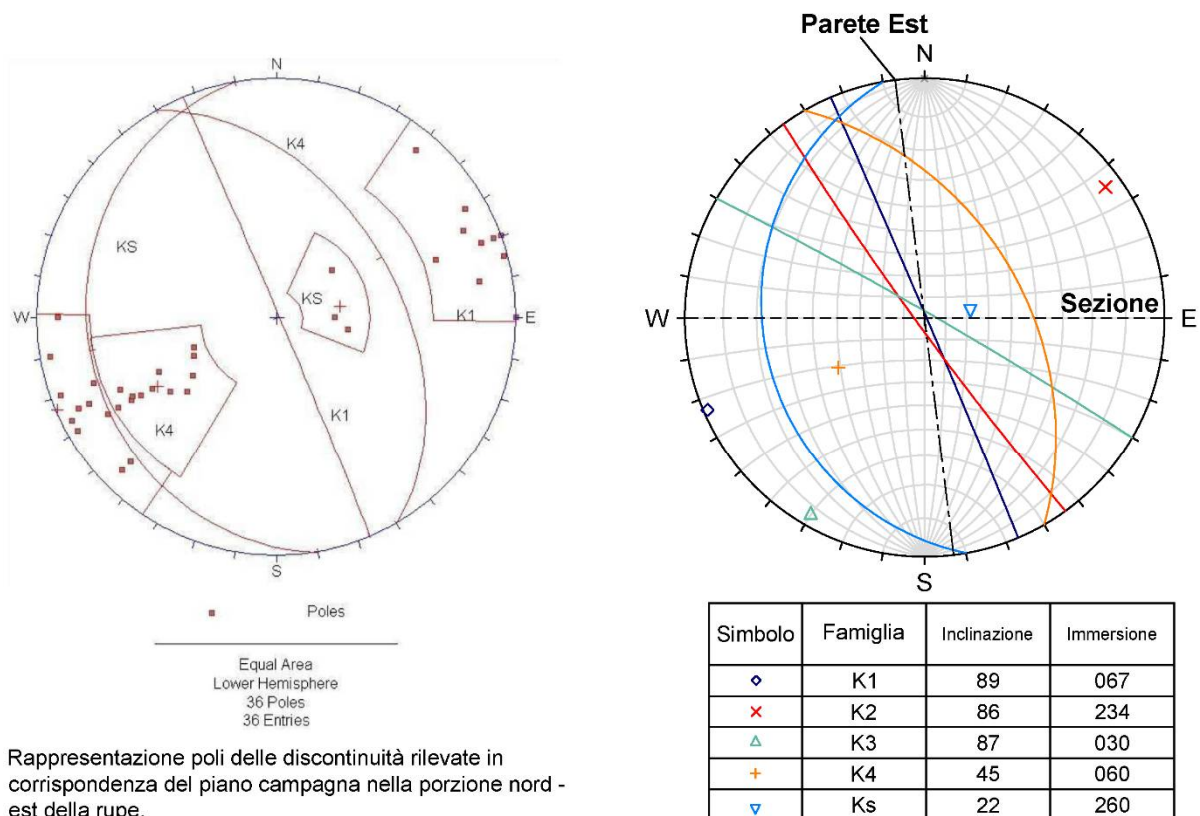 N
K4
KS
KS
W
E
K1
K4
K1
S
Poles
Equal Area
Lower Hemisphere
36 Poles
36 Entries
Rappresentazione poli delle discontinuità rilevate in
corrispondenza del piano campagna nella porzione nord -
est della rupe.
Parete Est
N
Sezione
W
E
S
Simbolo Famiglia Inclinazione Immersione
K1 89 067
K2 86 234
K3 87 030
K4 45 060
Ks 22 260